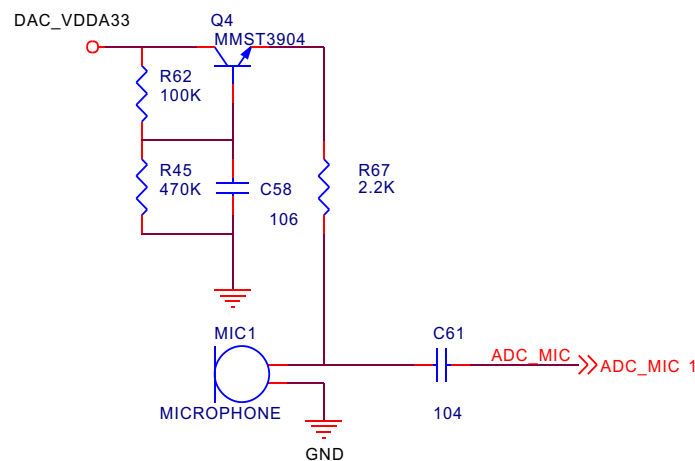 DAC_VDDA33
Q4
MMST3904
R62
100K
R45
470K
C58
106
R67
2.2K
MIC1
MICROPHONE
GND
C61
104
ADC_MIC
ADC_MIC 1